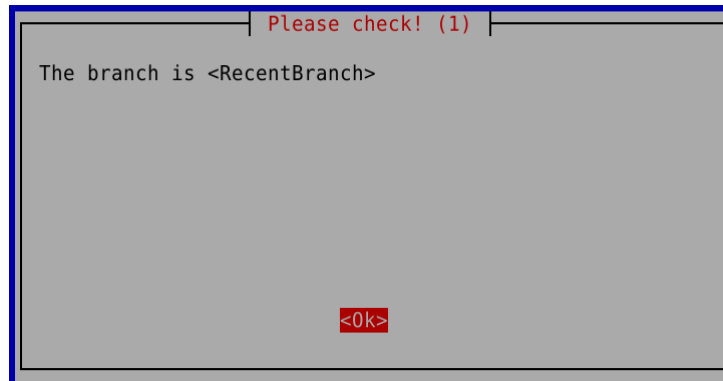 Please check! (1)
The branch is <RecentBranch>
<Ok>